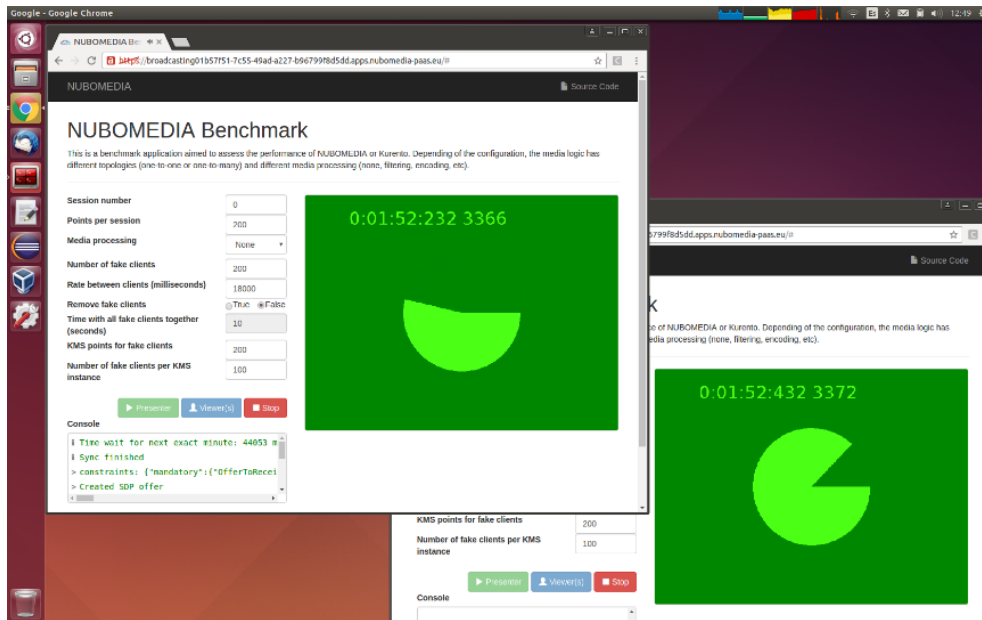 Google - Google Chrome
Es
12:49
NUBOMEDIA Be
https://broadcasting01b57f51-7c55-49ad-a227-b96799f8d5dd.apps.nubomedia-paas.eu/#
NUBOMEDIA
Source Code
NUBOMEDIA Benchmark
This is a benchmark application aimed to assess the performance of NUBOMEDIA or Kurento. Depending of the configuration, the media logic has
different topologies (one-to-one or one-to-many) and different media processing (none, filtering, encoding, etc).
Session number
0
Points per session
200
Media processing
None
Number of fake clients
200
Rate between clients (milliseconds)
18000
Remove fake clients
True False
Time with all fake clients together
(seconds)
10
KMS points for fake clients
200
Number of fake clients per KMS
instance
100
Presenter Viewer(s) Stop
Console
i Time wait for next exact minute: 44053 m
i Sync finished
> constraints: {"mandatory":{"OfferToRecei
> Created SDP offer
0:01:52:232 3366
6799f8d5dd.apps.nubomedia-paas.eu/#
Source Code
k
ce of NUBOMEDIA or Kurento. Depending of the configuration, the media logic has
edia processing (none, filtering, encoding, etc).
0:01:52:432 3372
KMS points for fake clients
200
Number of fake clients per KMS
instance
100
Presenter Viewer(s) Stop
Console